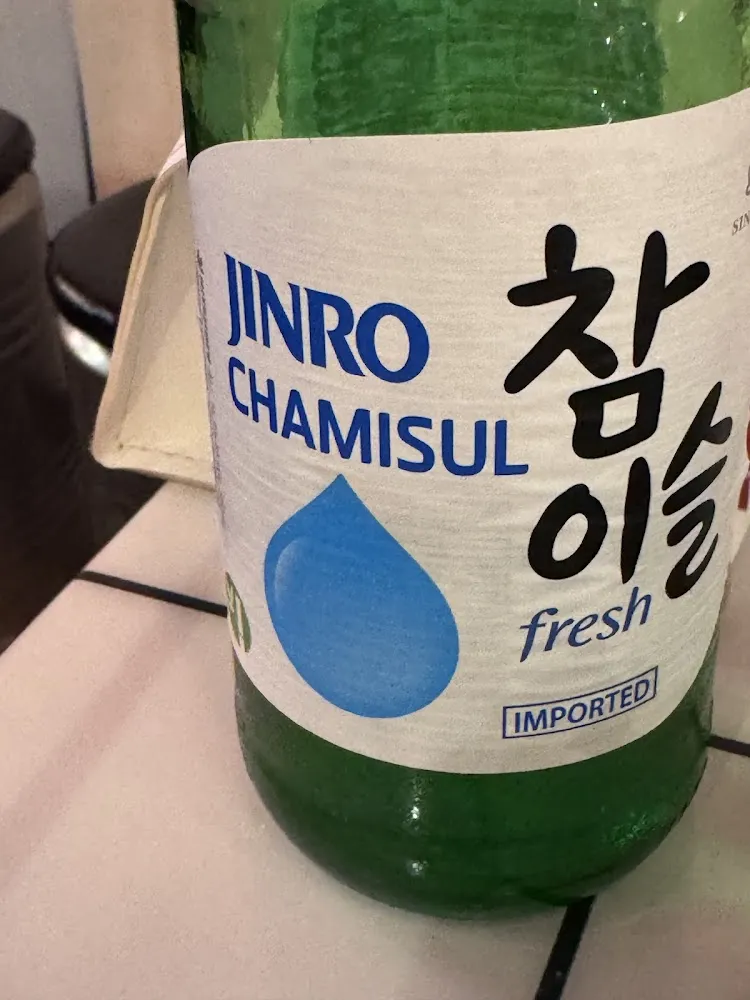 JINRO
CHAMISUL
참
이슬
fresh
IMPORTED